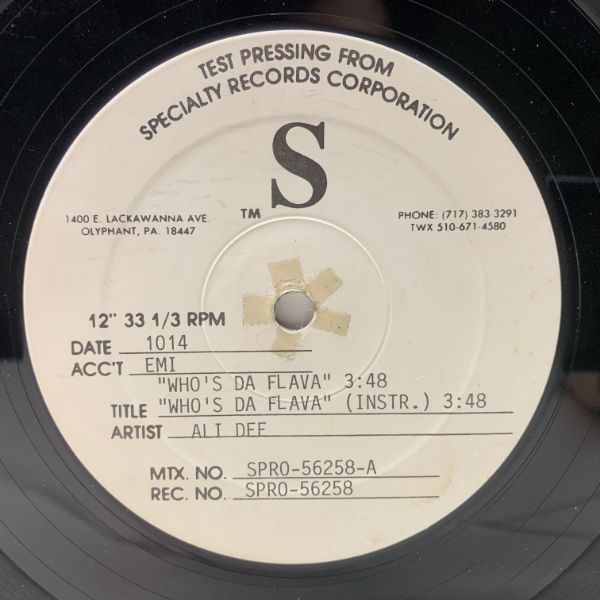 TEST PRESSING FROM
SPECIALTY RECORDS CORPORATION
S
TM
1400 E. LACKAWANNA AVE.
OLYPHANT, PA. 18447
PHONE: (717) 383-3291
TWX 510-671-4580
12" 33 1/3 RPM
DATE 1014
ACC'T EMI
"WHO'S DA FLAVA" 3:48
TITLE "WHO'S DA FLAVA" (INSTR.) 3:48
ARTIST ALI DEE
MTX. NO. SPRO-56258-A
REC. NO. SPRO-56258